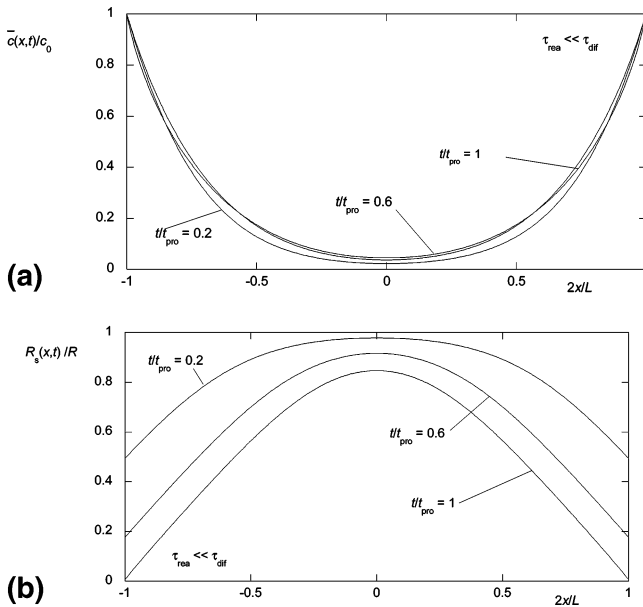 c̄(x,t)/c₀
1
τrea << τdif
0.8
0.6
0.4
t/tpro = 1
t/tpro = 0.6
0.2
t/tpro = 0.2
0
-1
-0.5
0
0.5
2x/L
(a)
1
Rs(x,t) /R
t/tpro = 0.2
0.8
0.6
t/tpro = 0.6
0.4
t/tpro = 1
0.2
τrea << τdif
0
-1
-0.5
0
0.5
2x/L
1
(b)